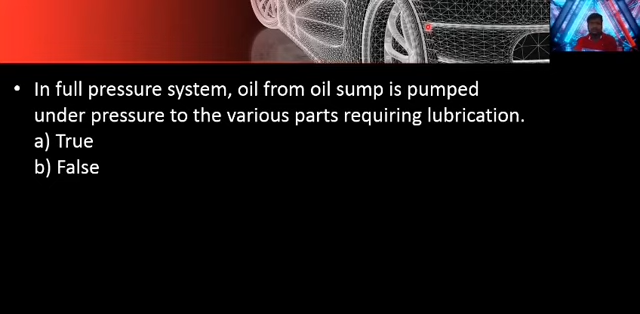 • In full pressure system, oil from oil sump is pumped
under pressure to the various parts requiring lubrication.
a) True
b) False